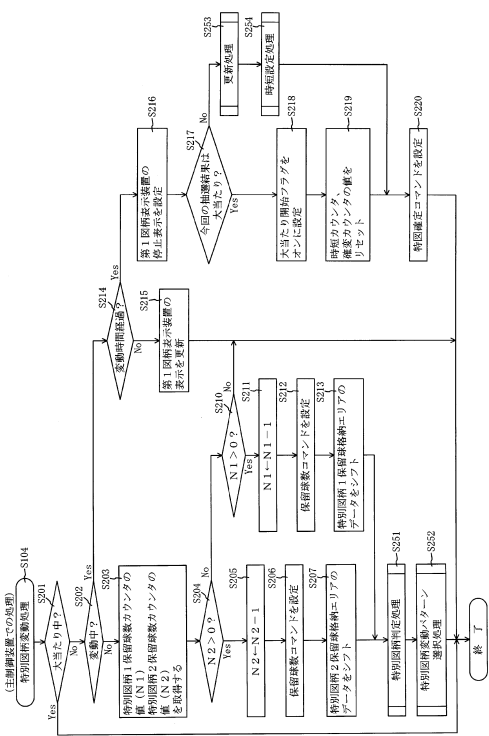 (主制御装置での処理)
特別図柄変動処理
S104
大当たり中？
S201
Yes
No
変動中？
S202
Yes
No
特別図柄１保留球数カウンタの
値（Ｎ１）
特別図柄２保留球数カウンタの
値（Ｎ２）
を取得する
S203
Ｎ２＞０？
S204
No
Yes
Ｎ２←Ｎ２－１
S205
保留球数コマンドを設定
S206
特別図柄２保留球格納エリアの
データをシフト
S207
Ｎ１＞０？
S210
No
Yes
Ｎ１←Ｎ１－１
S211
保留球数コマンドを設定
S212
特別図柄１保留球格納エリアの
データをシフト
S213
特別図柄判定処理
S251
特別図柄変動パターン
選択処理
S252
変動時間経過？
S214
Yes
No
第１図柄表示装置の
表示を更新
S215
第１図柄表示装置の
停止表示を設定
S216
今回の抽選結果は
大当たり？
S217
No
Yes
大当たり開始フラグを
オンに設定
S218
時短カウンタ、
確変カウンタの値を
リセット
S219
更新処理
S253
時短設定処理
S254
特図確定コマンドを設定
S220
終了